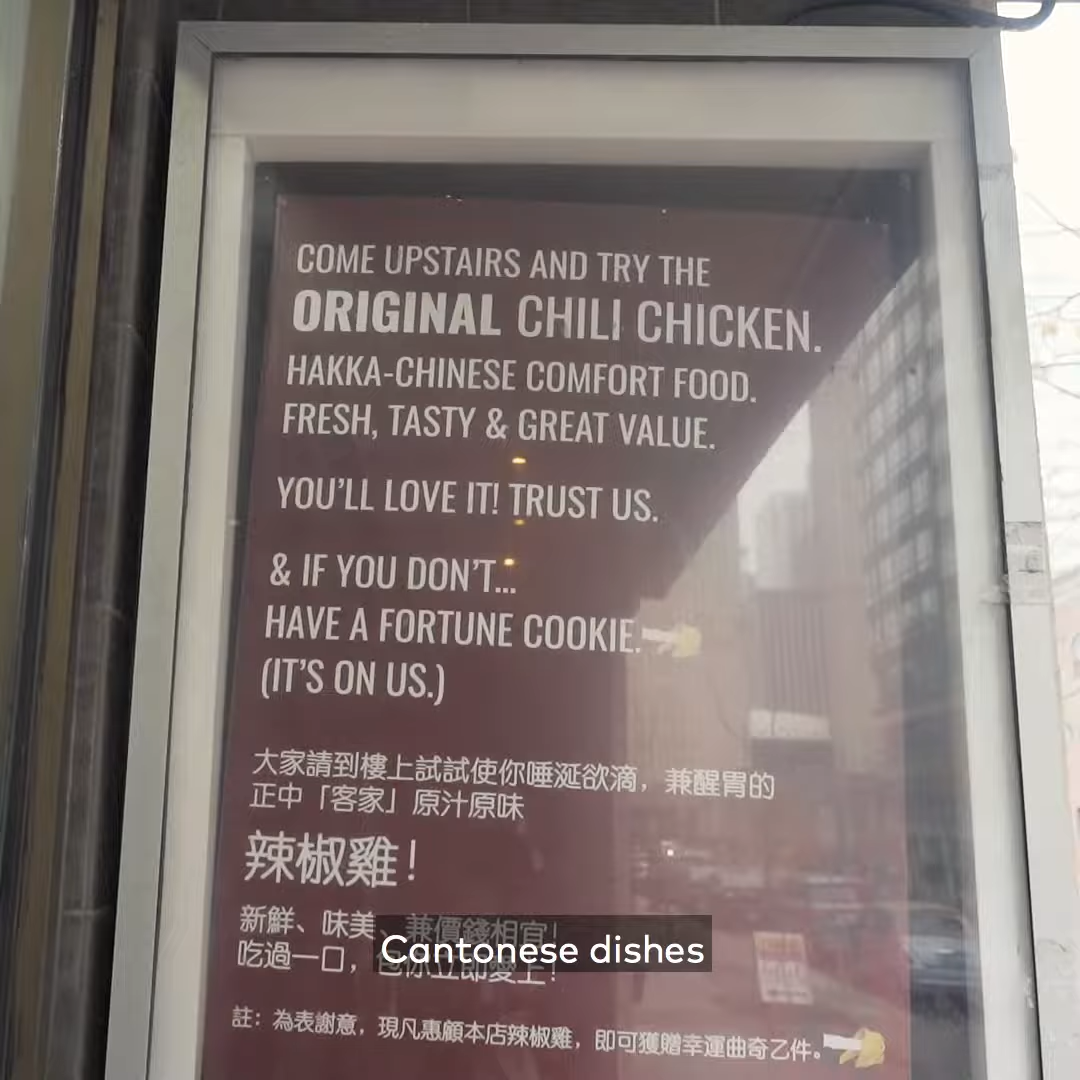 COME UPSTAIRS AND TRY THE
ORIGINAL CHILI CHICKEN.
HAKKA-CHINESE COMFORT FOOD.
FRESH, TASTY & GREAT VALUE.
YOU'LL LOVE IT! TRUST US.
& IF YOU DON'T...
HAVE A FORTUNE COOKIE.
(IT'S ON US.)
大家請到樓上試試使你唾涎欲滴，兼醒胃的
正中「客家」原汁原味
辣椒雞！
新鮮、味美、兼價錢相宜！
吃過一口，包你立即愛上！
Cantonese dishes
註：為表謝意，現凡惠顧本店辣椒雞，即可獲贈幸運曲奇乙件。